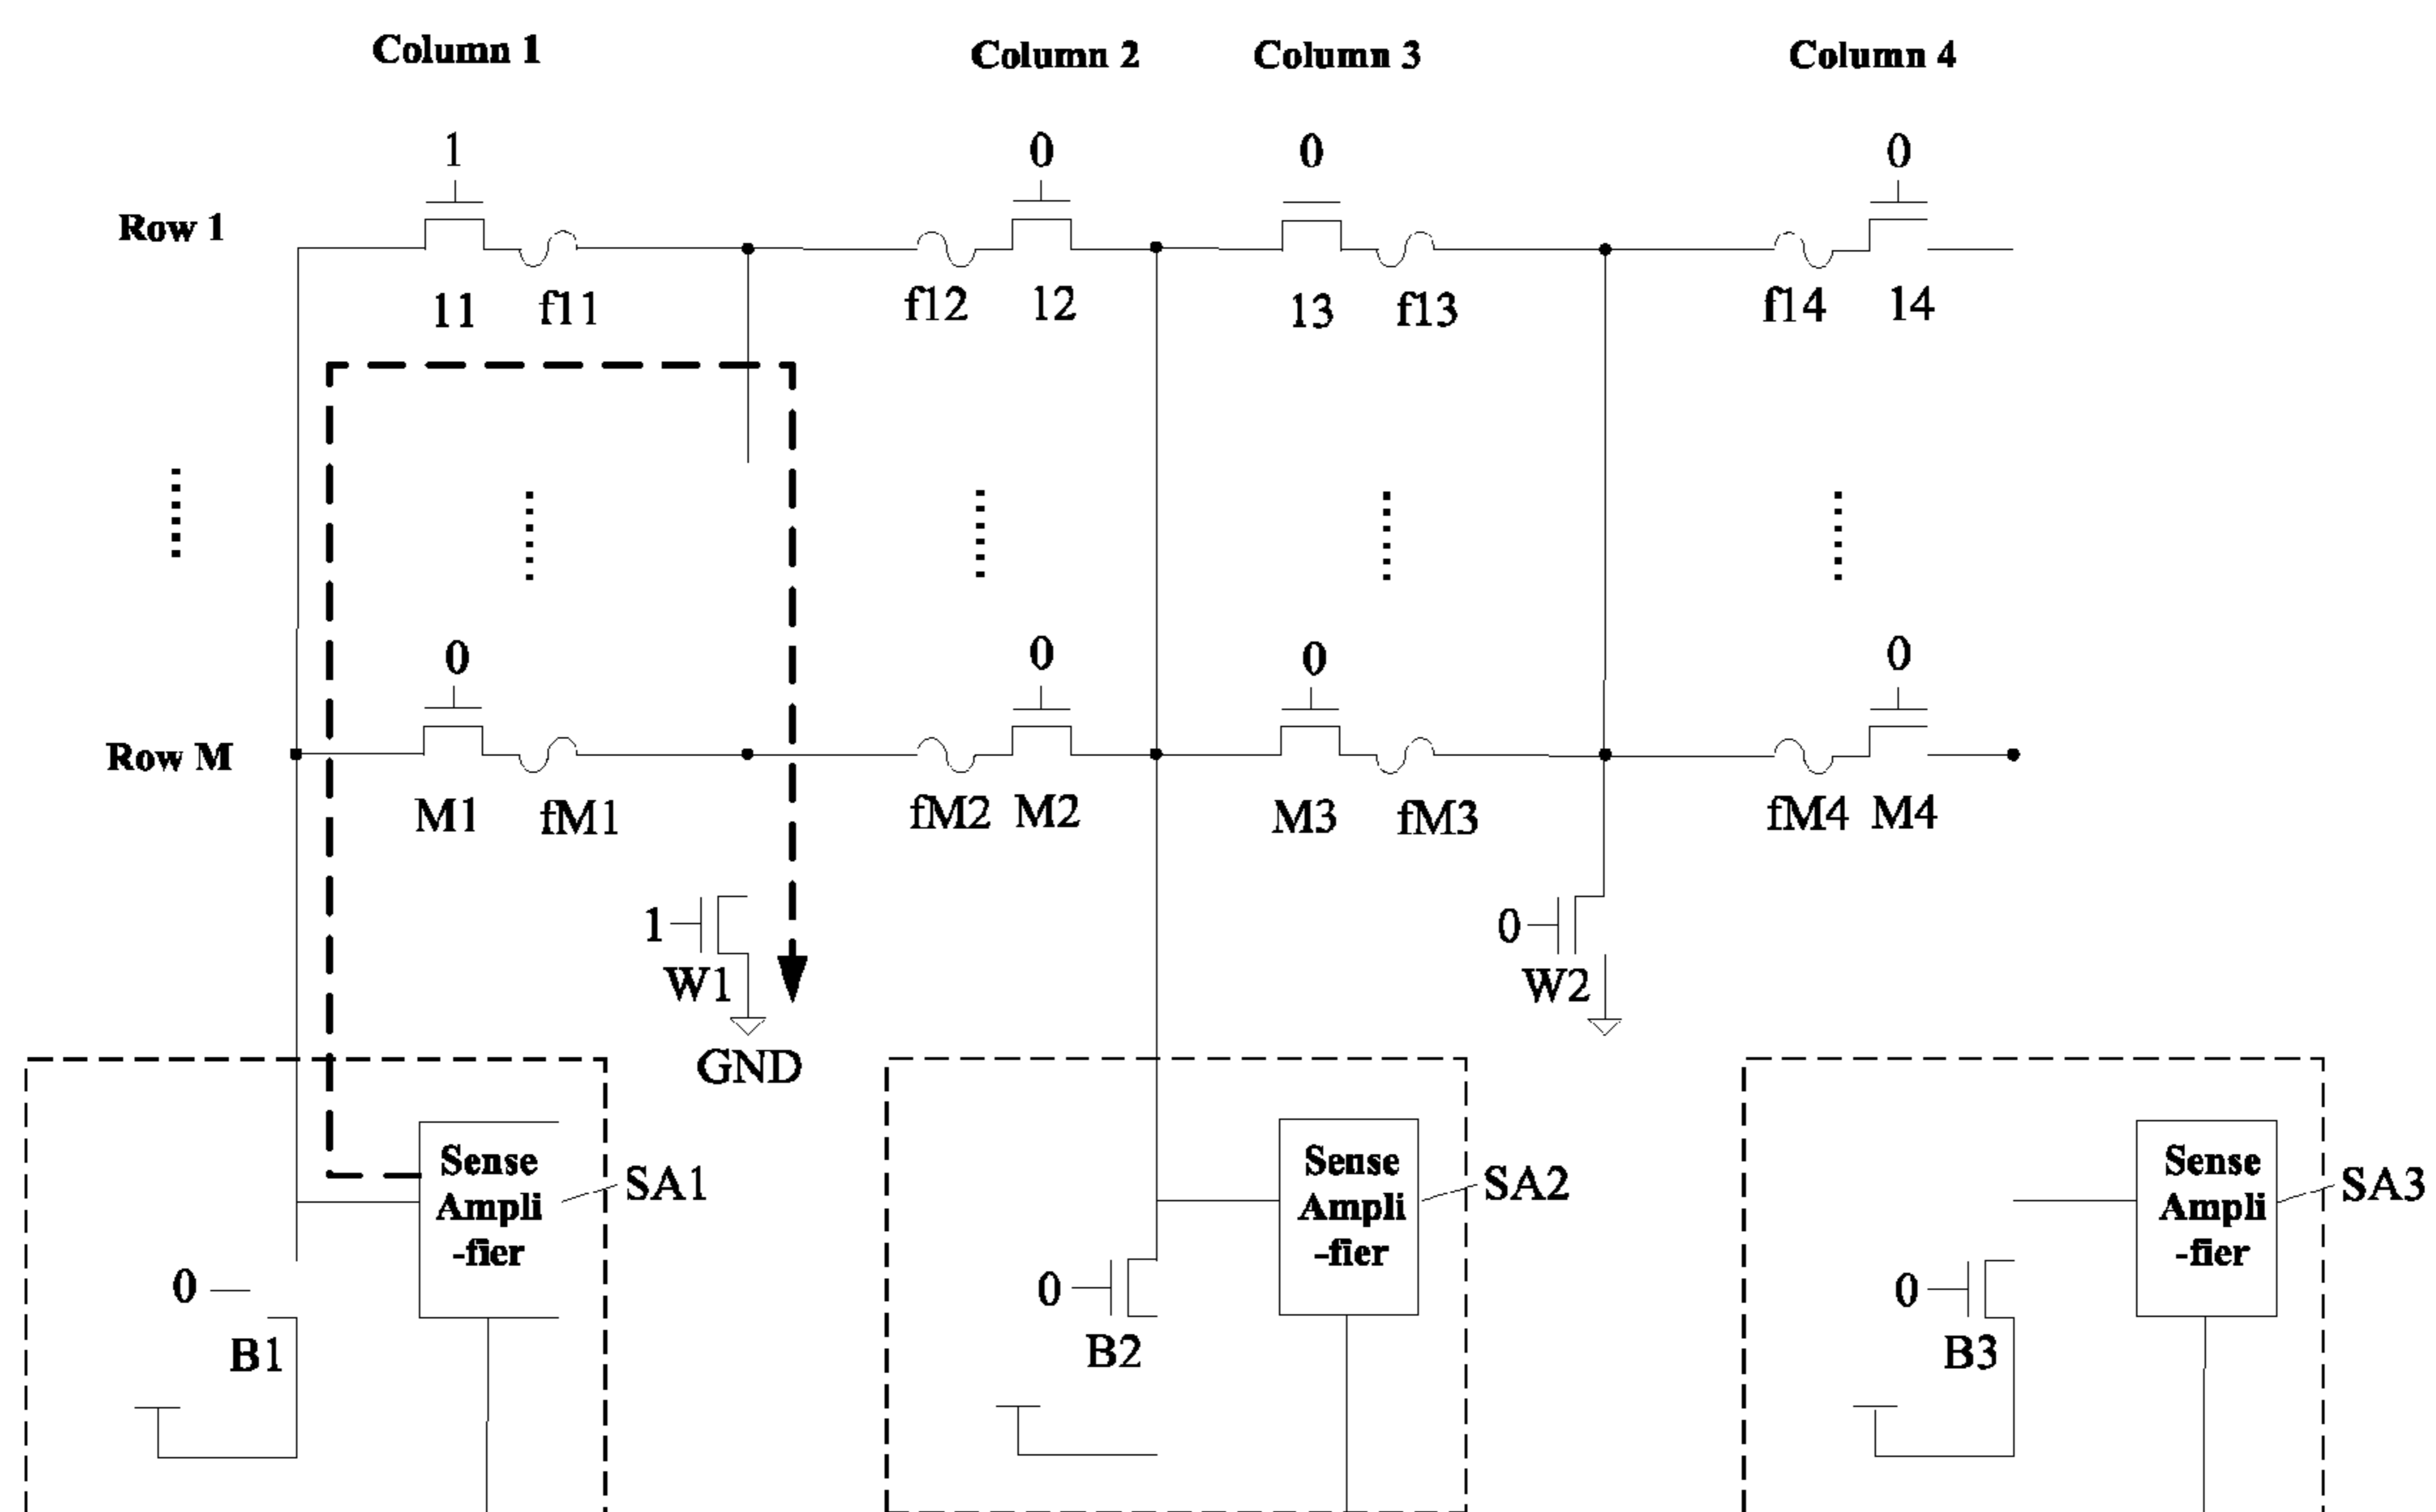 Column 1 Column 2 Column 3 Column 4
1 0 0 0
Row 1
11 f11 f12 12 13 f13 f14 14
0 0 0 0
Row M
M1 fM1 fM2 M2 M3 fM3 fM4 M4
1 0
W1 W2
GND
Sense Sense Sense
Ampli Ampli Ampli
-fier -fier -fier
SA1 SA2 SA3
0 0 0
B1 B2 B3